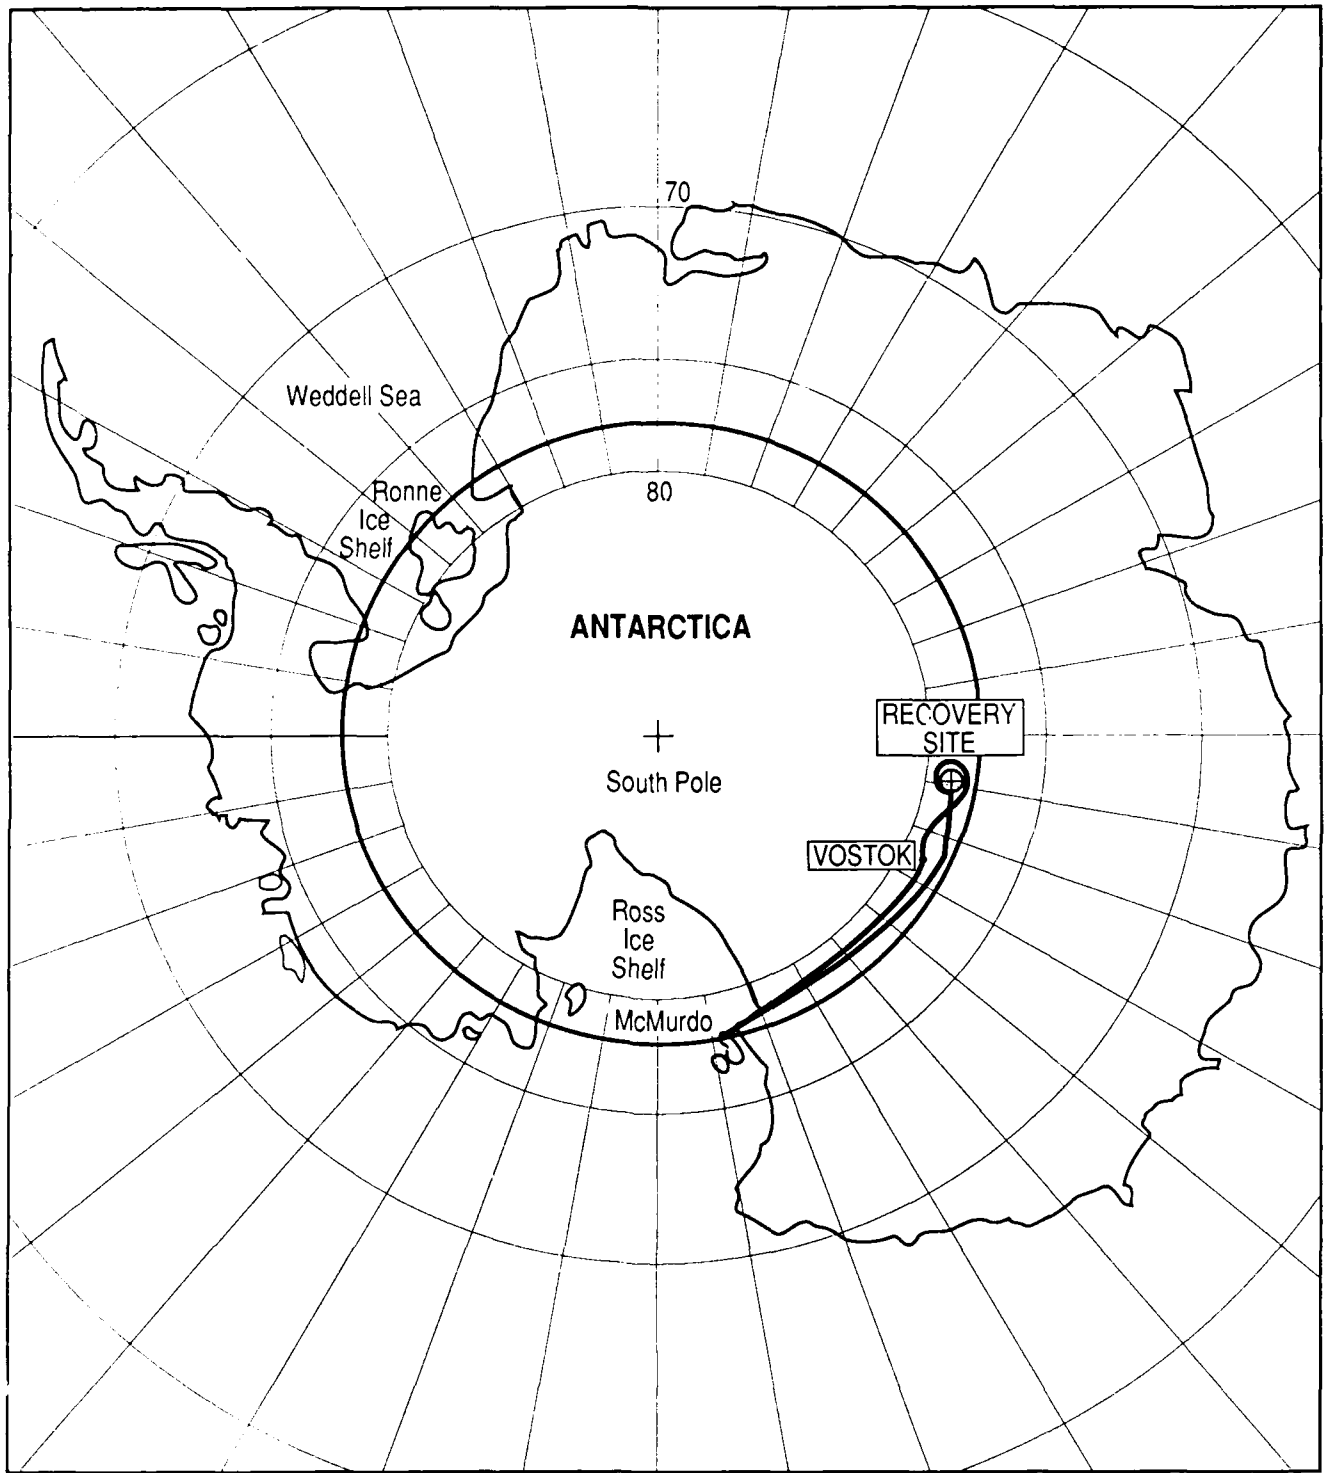 70
Weddell Sea
Ronne
Ice
Shelf
80
ANTARCTICA
RECOVERY
SITE
South Pole
VOSTOK
Ross
Ice
Shelf
McMurdo